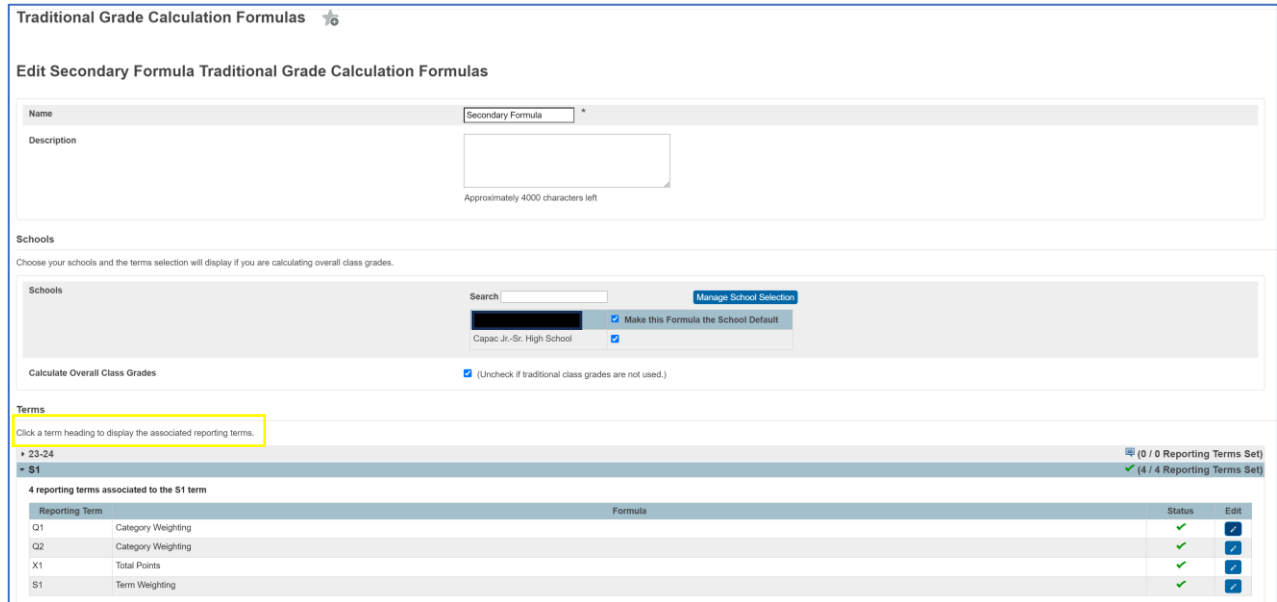 Traditional Grade Calculation Formulas
Edit Secondary Formula Traditional Grade Calculation Formulas
Name Secondary Formula *
Description
Approximately 4000 characters left
Schools
Choose your schools and the terms selection will display if you are calculating overall class grades.
Schools Search Manage School Selection
Make this Formula the School Default
Capac Jr.-Sr. High School
Calculate Overall Class Grades (Uncheck if traditional class grades are not used.)
Terms
Click a term heading to display the associated reporting terms.
23-24 (0 / 0 Reporting Terms Set)
S1 (4 / 4 Reporting Terms Set)
4 reporting terms associated to the S1 term
Reporting Term Formula Status Edit
Q1 Category Weighting
Q2 Category Weighting
X1 Total Points
S1 Term Weighting